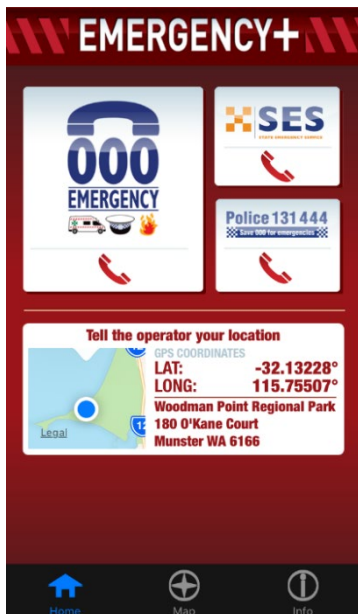 EMERGENCY+
000
EMERGENCY
SES
STATE EMERGENCY SERVICE
Police 131 444
Save 000 for emergencies.
Tell the operator your location
GPS COORDINATES
LAT: -32.13228°
LONG: 115.75507°
Woodman Point Regional Park
180 O'Kane Court
Munster WA 6166
12
Legal
Home Map Info